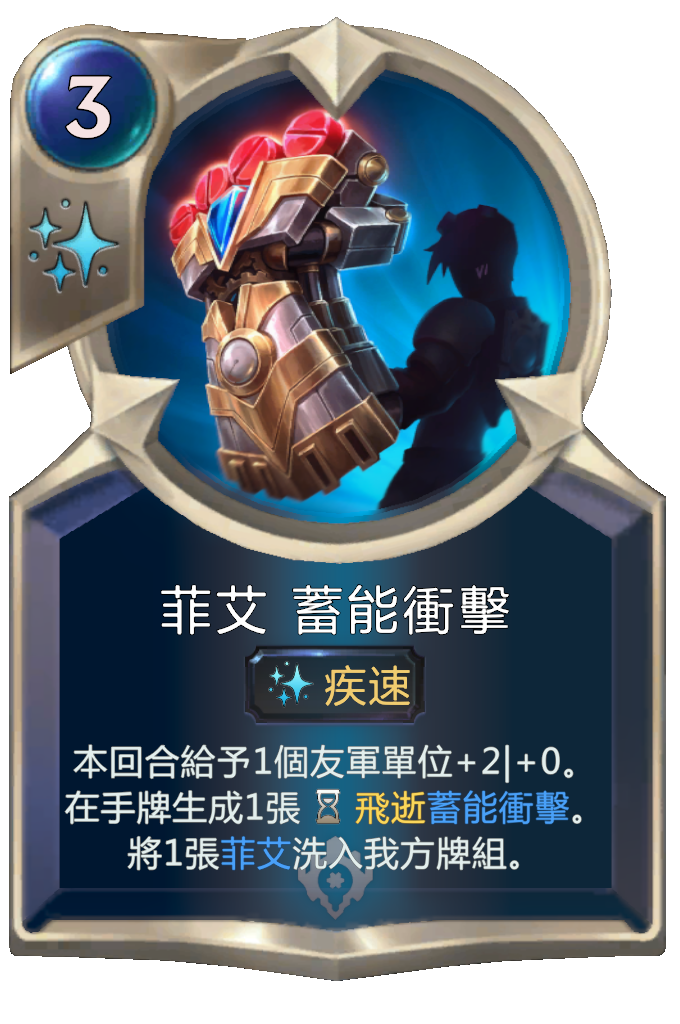 3
菲艾 蓄能衝擊
疾速
本回合給予1個友軍單位+2|+0。
在手牌生成1張 飛逝蓄能衝擊。
將1張菲艾洗入我方牌組。